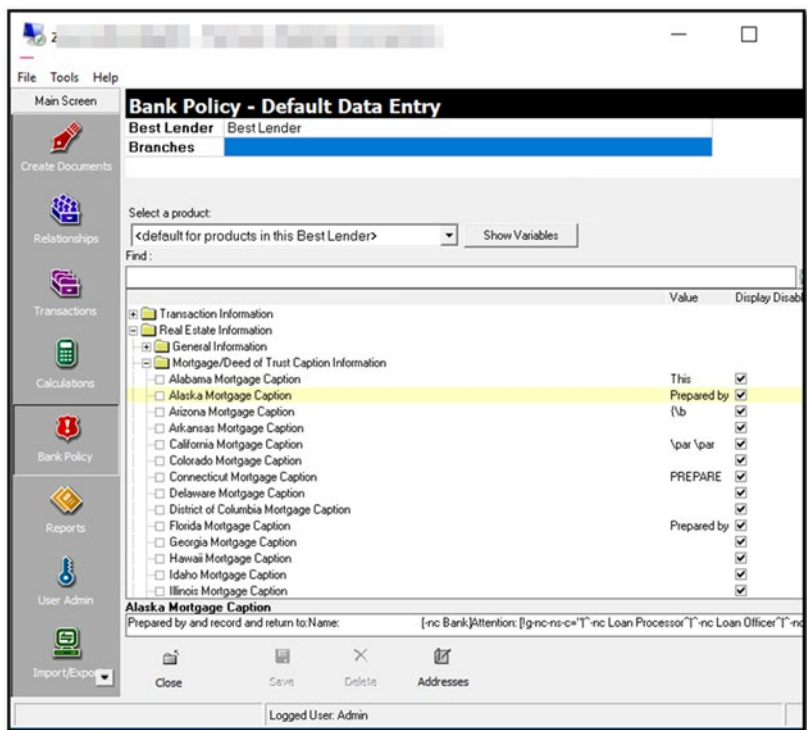 File Tools Help
Main Screen
Bank Policy - Default Data Entry
Best Lender Best Lender
Branches
Create Documents
Relationships
Transactions
Calculations
Bank Policy
Reports
User Admin
Select a product:
<default for products in this Best Lender> Show Variables
Find :
Value Display
Transaction Information
Real Estate Information
General Information
Mortgage/Deed of Trust Caption Information
Alabama Mortgage Caption This
Alaska Mortgage Caption Prepared by
Arizona Mortgage Caption {\b
Arkansas Mortgage Caption
California Mortgage Caption \par \par
Colorado Mortgage Caption
Connecticut Mortgage Caption PREPARE
Delaware Mortgage Caption
District of Columbia Mortgage Caption
Florida Mortgage Caption Prepared by
Georgia Mortgage Caption
Hawaii Mortgage Caption
Idaho Mortgage Caption
Illinois Mortgage Caption
Alaska Mortgage Caption
Prepared by and record and return to:Name: [-nc Bank]Attention: [!g-nc-ns-c="|^-nc Loan Processor^|^-nc Loan Officer^|^-nc
Close Save Delete Addresses
Logged User: Admin